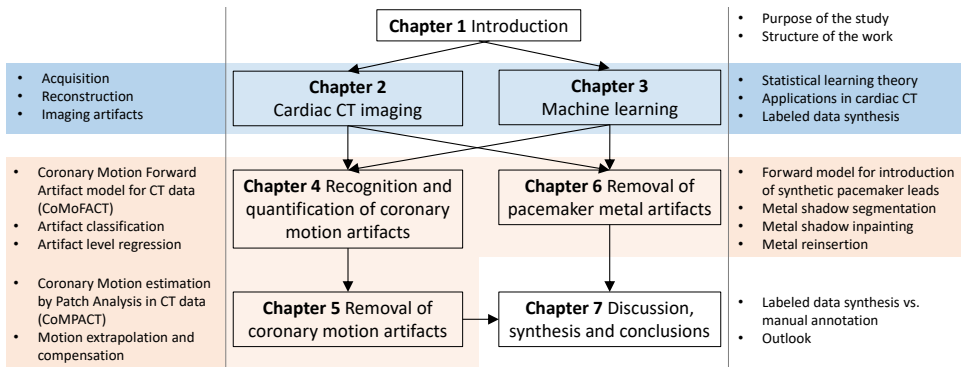 Chapter 1 Introduction
• Purpose of the study
• Structure of the work
• Acquisition
• Reconstruction
• Imaging artifacts
Chapter 2
Cardiac CT imaging
Chapter 3
Machine learning
• Statistical learning theory
• Applications in cardiac CT
• Labeled data synthesis
• Coronary Motion Forward
Artifact model for CT data
(CoMoFACT)
• Artifact classification
• Artifact level regression
Chapter 4 Recognition and
quantification of coronary
motion artifacts
Chapter 6 Removal of
pacemaker metal artifacts
• Forward model for introduction
of synthetic pacemaker leads
• Metal shadow segmentation
• Metal shadow inpainting
• Metal reinsertion
• Coronary Motion estimation
by Patch Analysis in CT data
(CoMPACT)
• Motion extrapolation and
compensation
Chapter 5 Removal of
coronary motion artifacts
Chapter 7 Discussion,
synthesis and conclusions
• Labeled data synthesis vs.
manual annotation
• Outlook